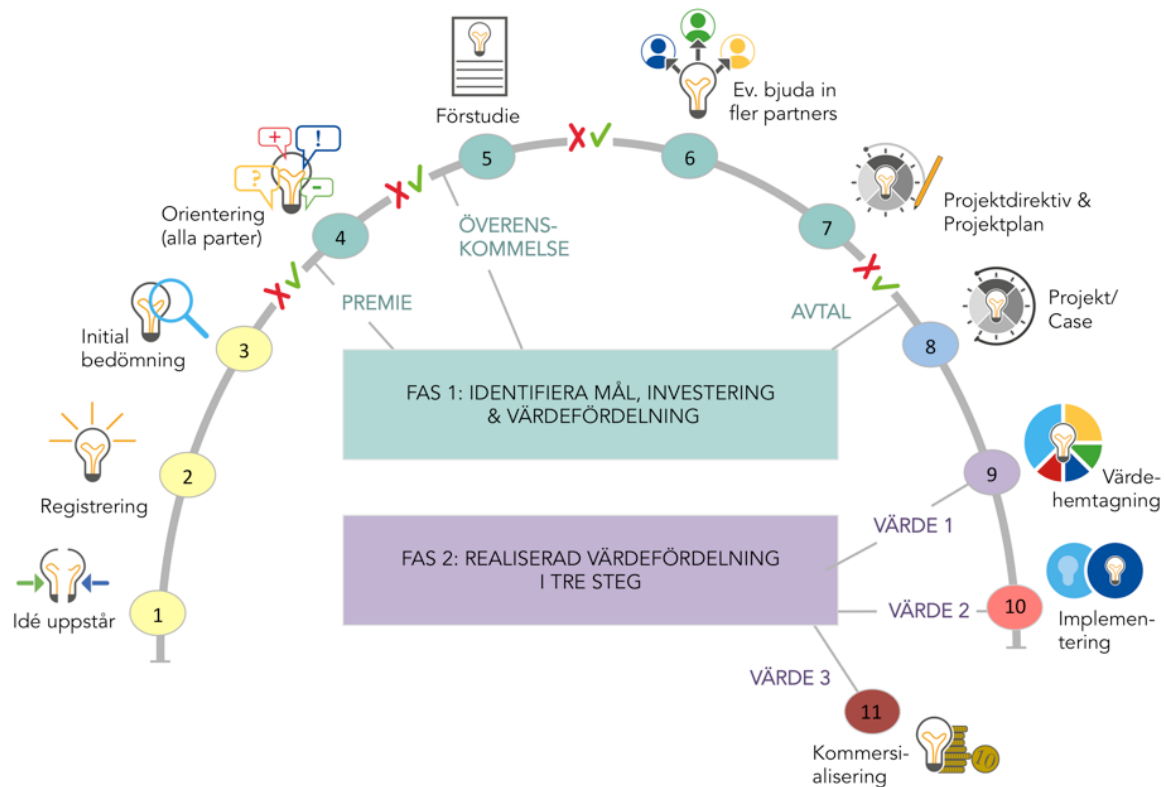 Idé uppstår
1
Registrering
2
Initial
bedömning
3
Orientering
(alla parter)
+
!
?
-
4
Förstudie
5
Ev. bjuda in
fler partners
6
Projektdirektiv &
Projektplan
7
Projekt/
Case
8
Värde-
hemtagning
9
Implemen-
tering
10
Kommersi-
alisering
11
10
PREMIE
ÖVERENS-
KOMMELSE
AVTAL
FAS 1: IDENTIFIERA MÅL, INVESTERING
& VÄRDEFÖRDELNING
FAS 2: REALISERAD VÄRDEFÖRDELNING
I TRE STEG
VÄRDE 1
VÄRDE 2
VÄRDE 3